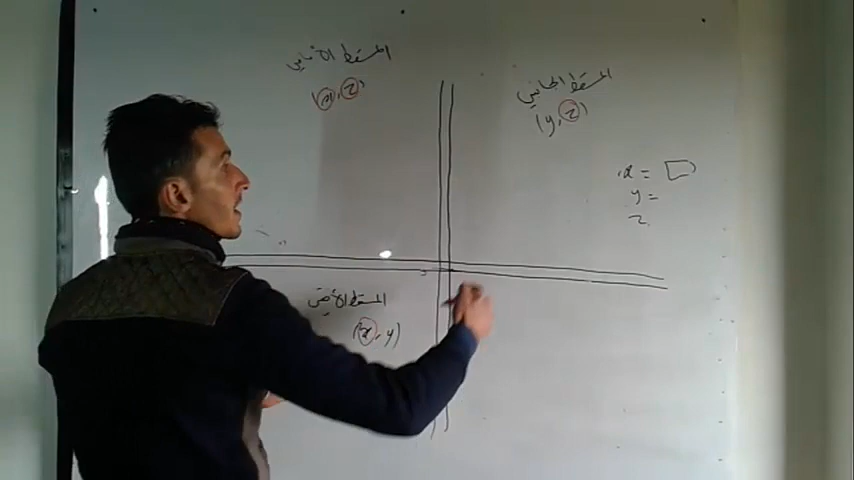 المسقط الأمامي
(x, z)
المسقط الجانبي
(y, z)
x =
y =
z
المسقط الأفقي
(x, y)